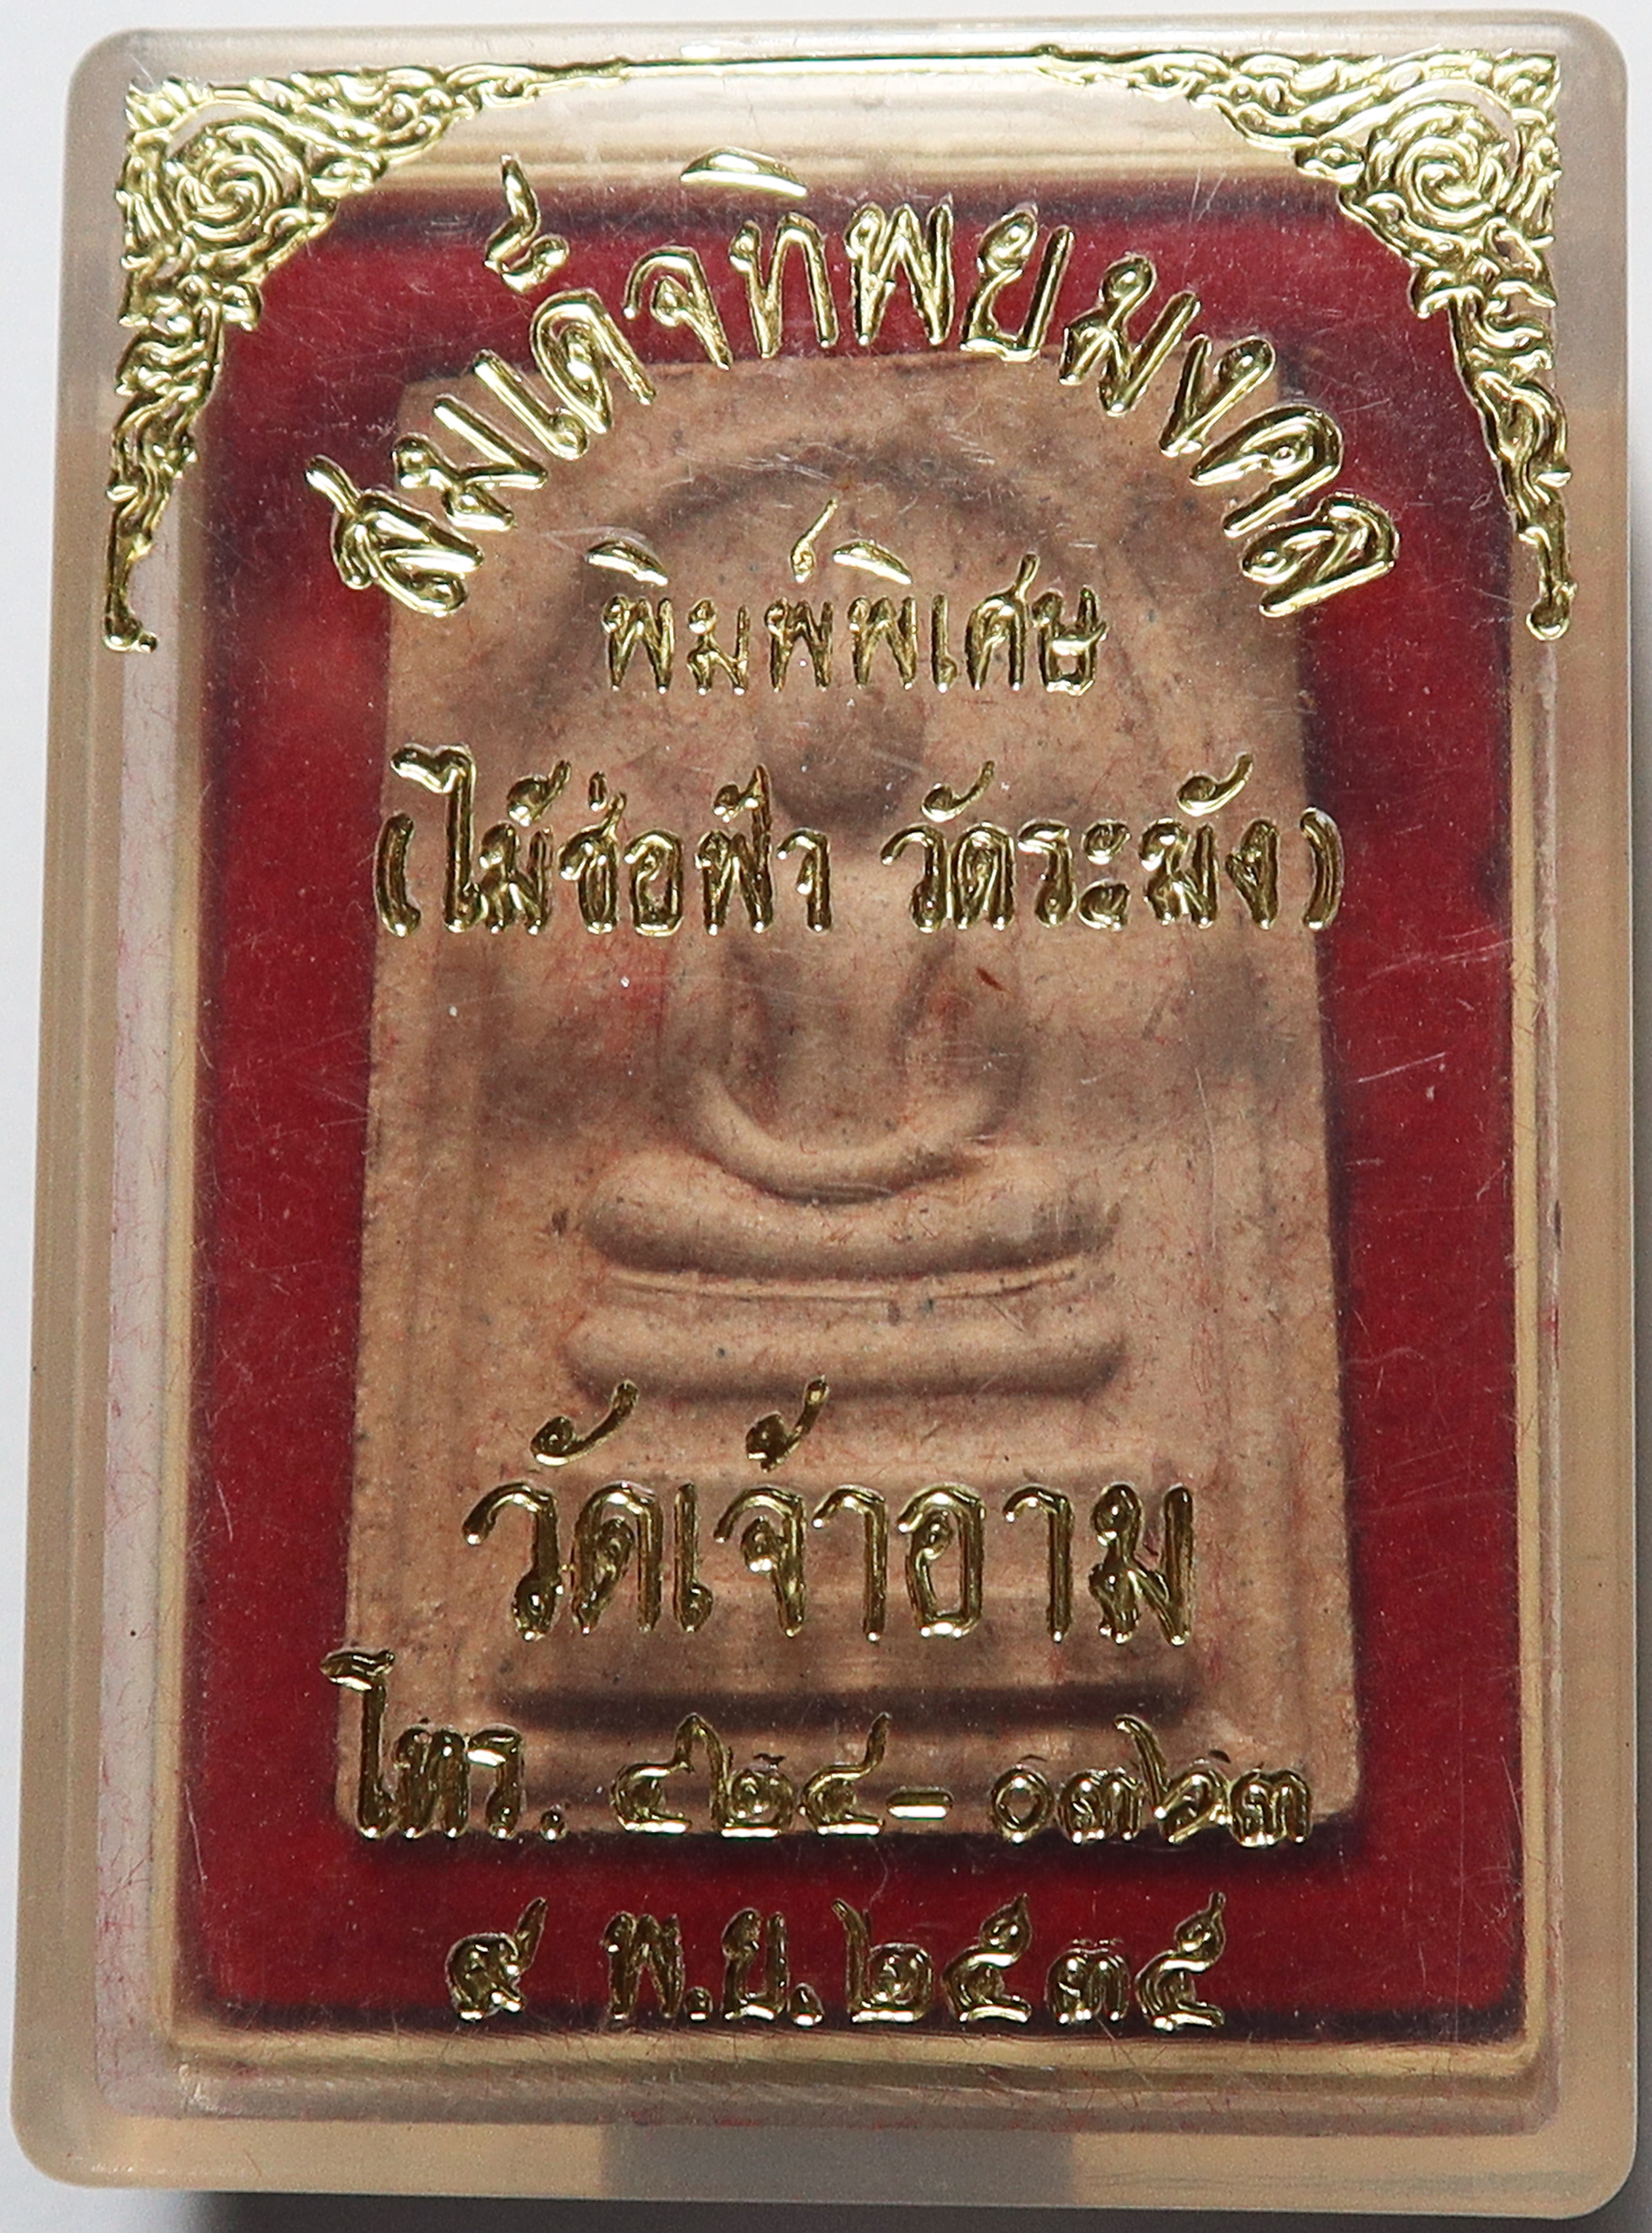 สมเด็จทิพยมงคล
พิมพ์พิเศษ
(ไม้ช่อฟ้า วัดระฆัง)
วัดเจ้าอาม
โทร. ๔๒๔-๐๓๖๓
๙ พ.ย.๒๕๓๕